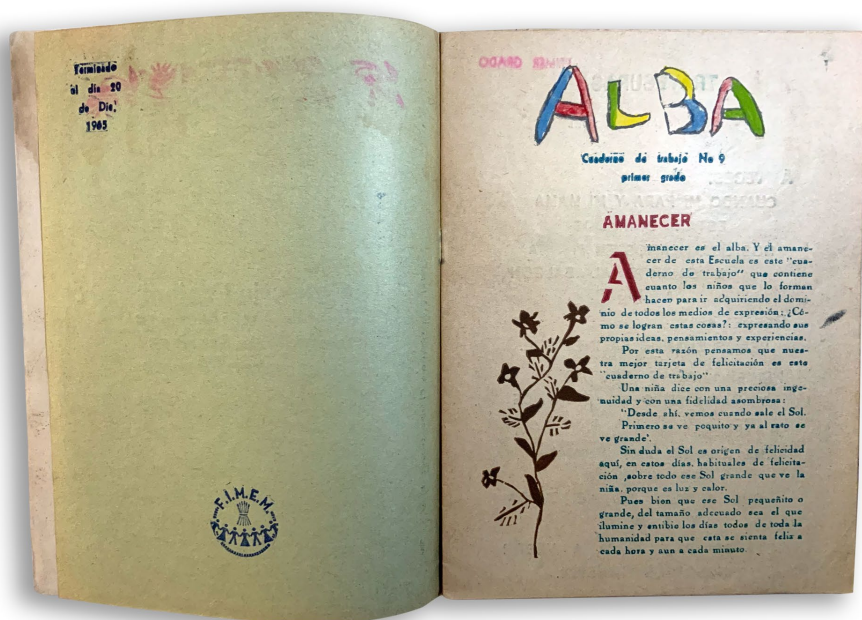 Terminado
el dia 20
de Dic,
1965
F.I.M.E.M.
PRIMER GRADO
ALBA
Cuaderno de trabajo No 9
primer grado
AMANECER
Amanecer es el alba. Y el amane-
cer de esta Escuela es este "cua-
derno de trabajo" que contiene
cuanto los niños que lo forman
hacen para ir adquiriendo el domi-
nio de todos los medios de expresión: ¿Có-
mo se logran estas cosas?: expresando sus
propias ideas, pensamientos y experiencias.
Por esta razón pensamos que nues-
tra mejor tarjeta de felicitación es este
"cuaderno de trabajo"
Una niña dice con una preciosa inge-
nuidad y con una fidelidad asombrosa:
"Desde ahí, vemos cuando sale el Sol.
Primero se ve poquito y ya al rato se
ve grande'.
Sin duda el Sol es origen de felicidad
aquí, en estos días, habituales de felicita-
ción ,sobre todo ese Sol grande que ve la
niña, porque es luz y calor.
Pues bien que ese Sol pequeñito o
grande, del tamaño adecuado sea el que
ilumine y entibie los días todos de toda la
humanidad para que esta se sienta feliz a
cada hora y aun a cada minuto.